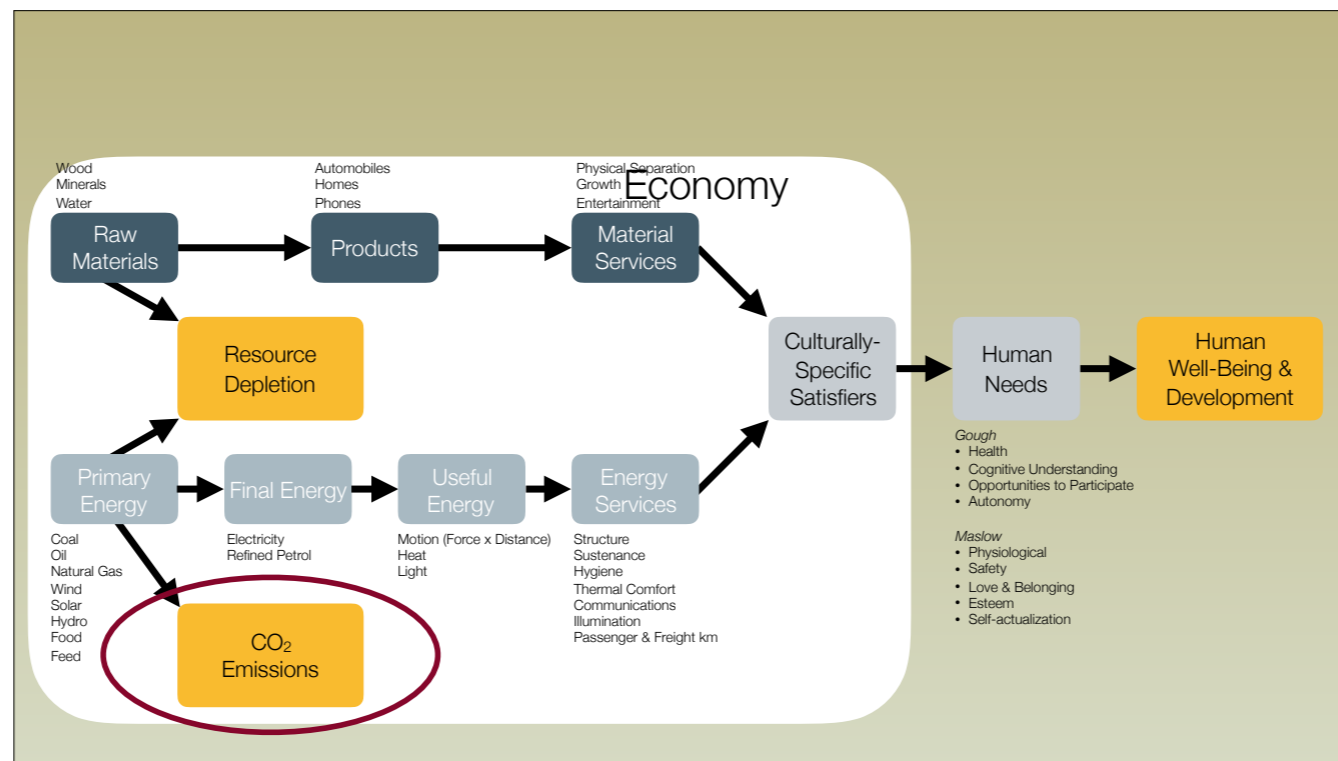 Wood
Minerals
Water
Automobiles
Homes
Phones
Physical Separation
Growth
Entertainment
Economy
Raw
Materials
Products
Material
Services
Resource
Depletion
Culturally-
Specific
Satisfiers
Human
Needs
Human
Well-Being &
Development
Primary
Energy
Final Energy
Useful
Energy
Energy
Services
Coal
Oil
Natural Gas
Wind
Solar
Hydro
Food
Feed
Electricity
Refined Petrol
Motion (Force x Distance)
Heat
Light
Structure
Sustenance
Hygiene
Thermal Comfort
Communications
Illumination
Passenger & Freight km
CO₂
Emissions
Gough
• Health
• Cognitive Understanding
• Opportunities to Participate
• Autonomy
Maslow
• Physiological
• Safety
• Love & Belonging
• Esteem
• Self-actualization